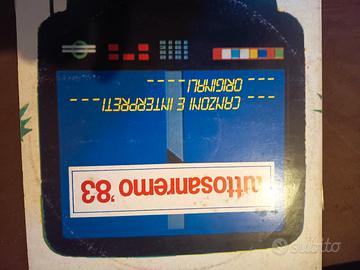 tuttosanremo '83
CANZONI E INTERPRETI
ORIGINALI
subito